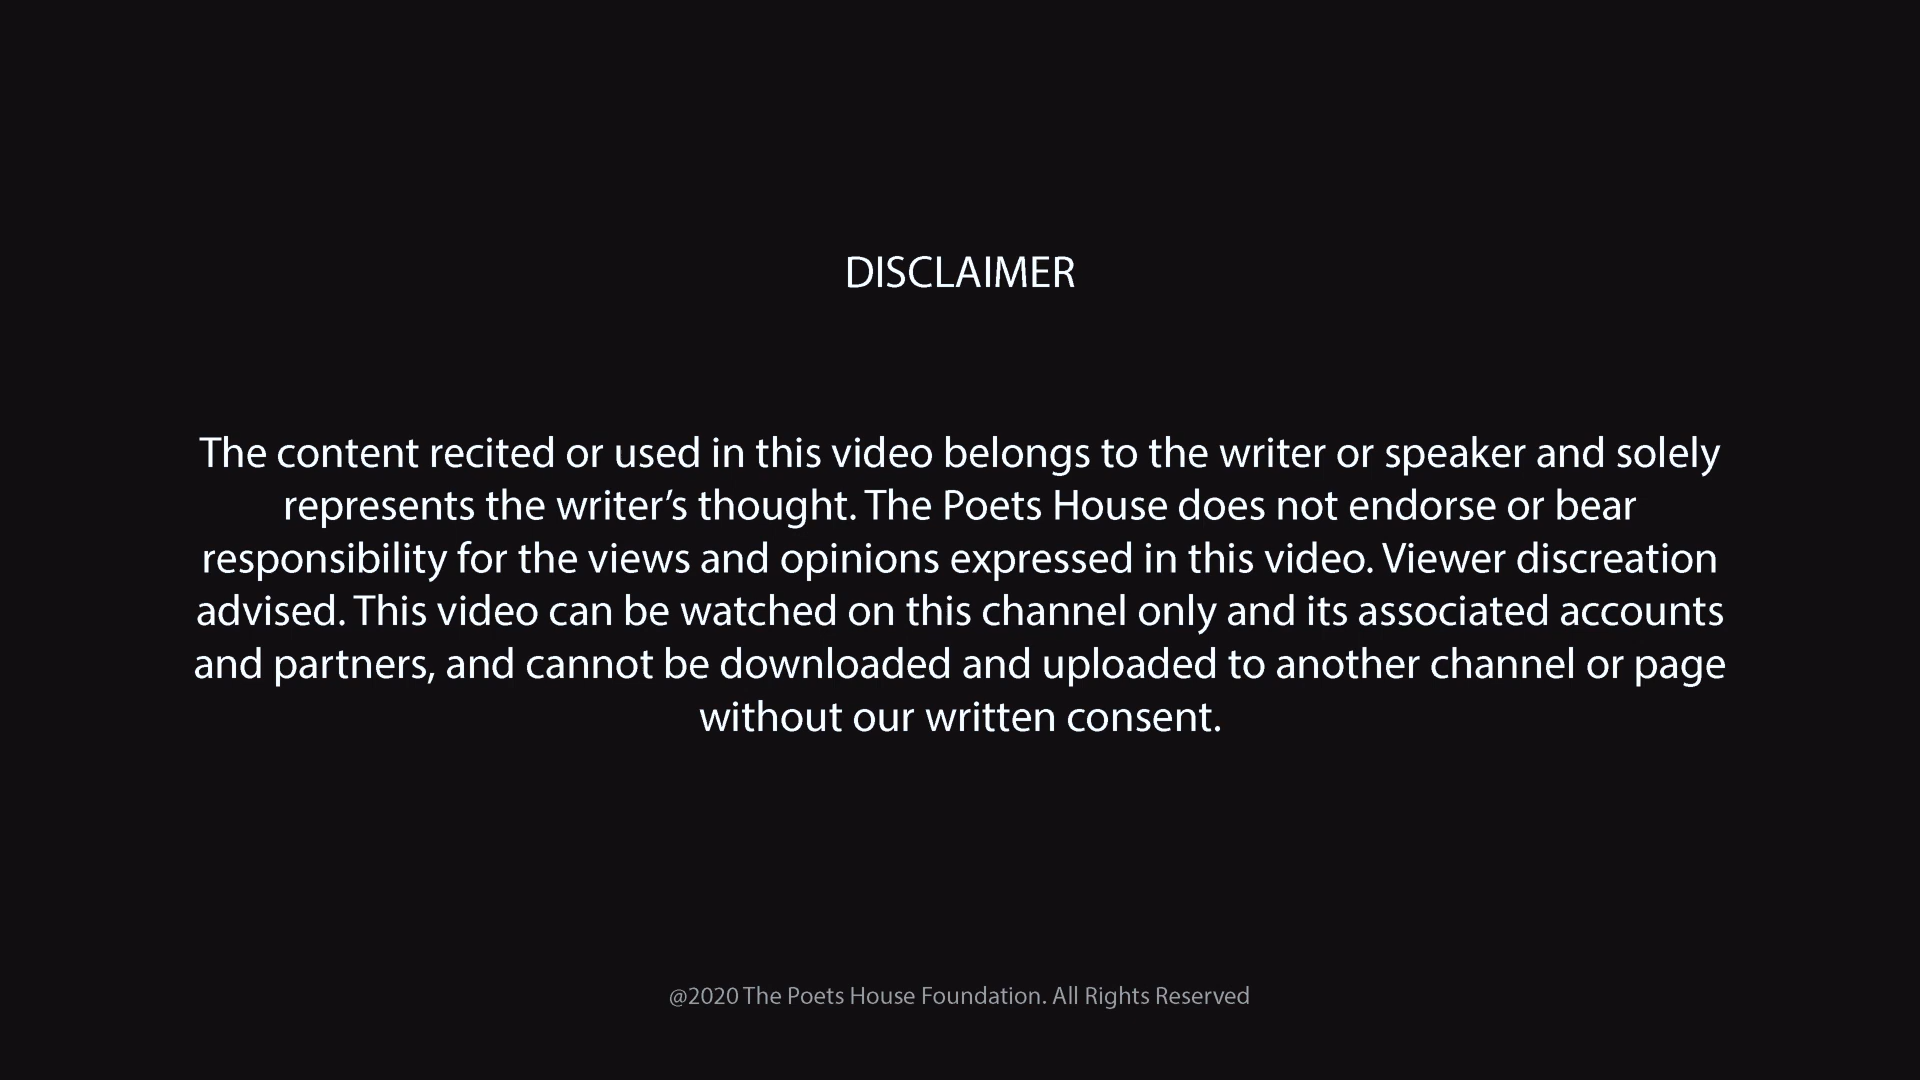 DISCLAIMER
The content recited or used in this video belongs to the writer or speaker and solely
represents the writer’s thought. The Poets House does not endorse or bear
responsibility for the views and opinions expressed in this video. Viewer discreation
advised. This video can be watched on this channel only and its associated accounts
and partners, and cannot be downloaded and uploaded to another channel or page
without our written consent.
@2020 The Poets House Foundation. All Rights Reserved